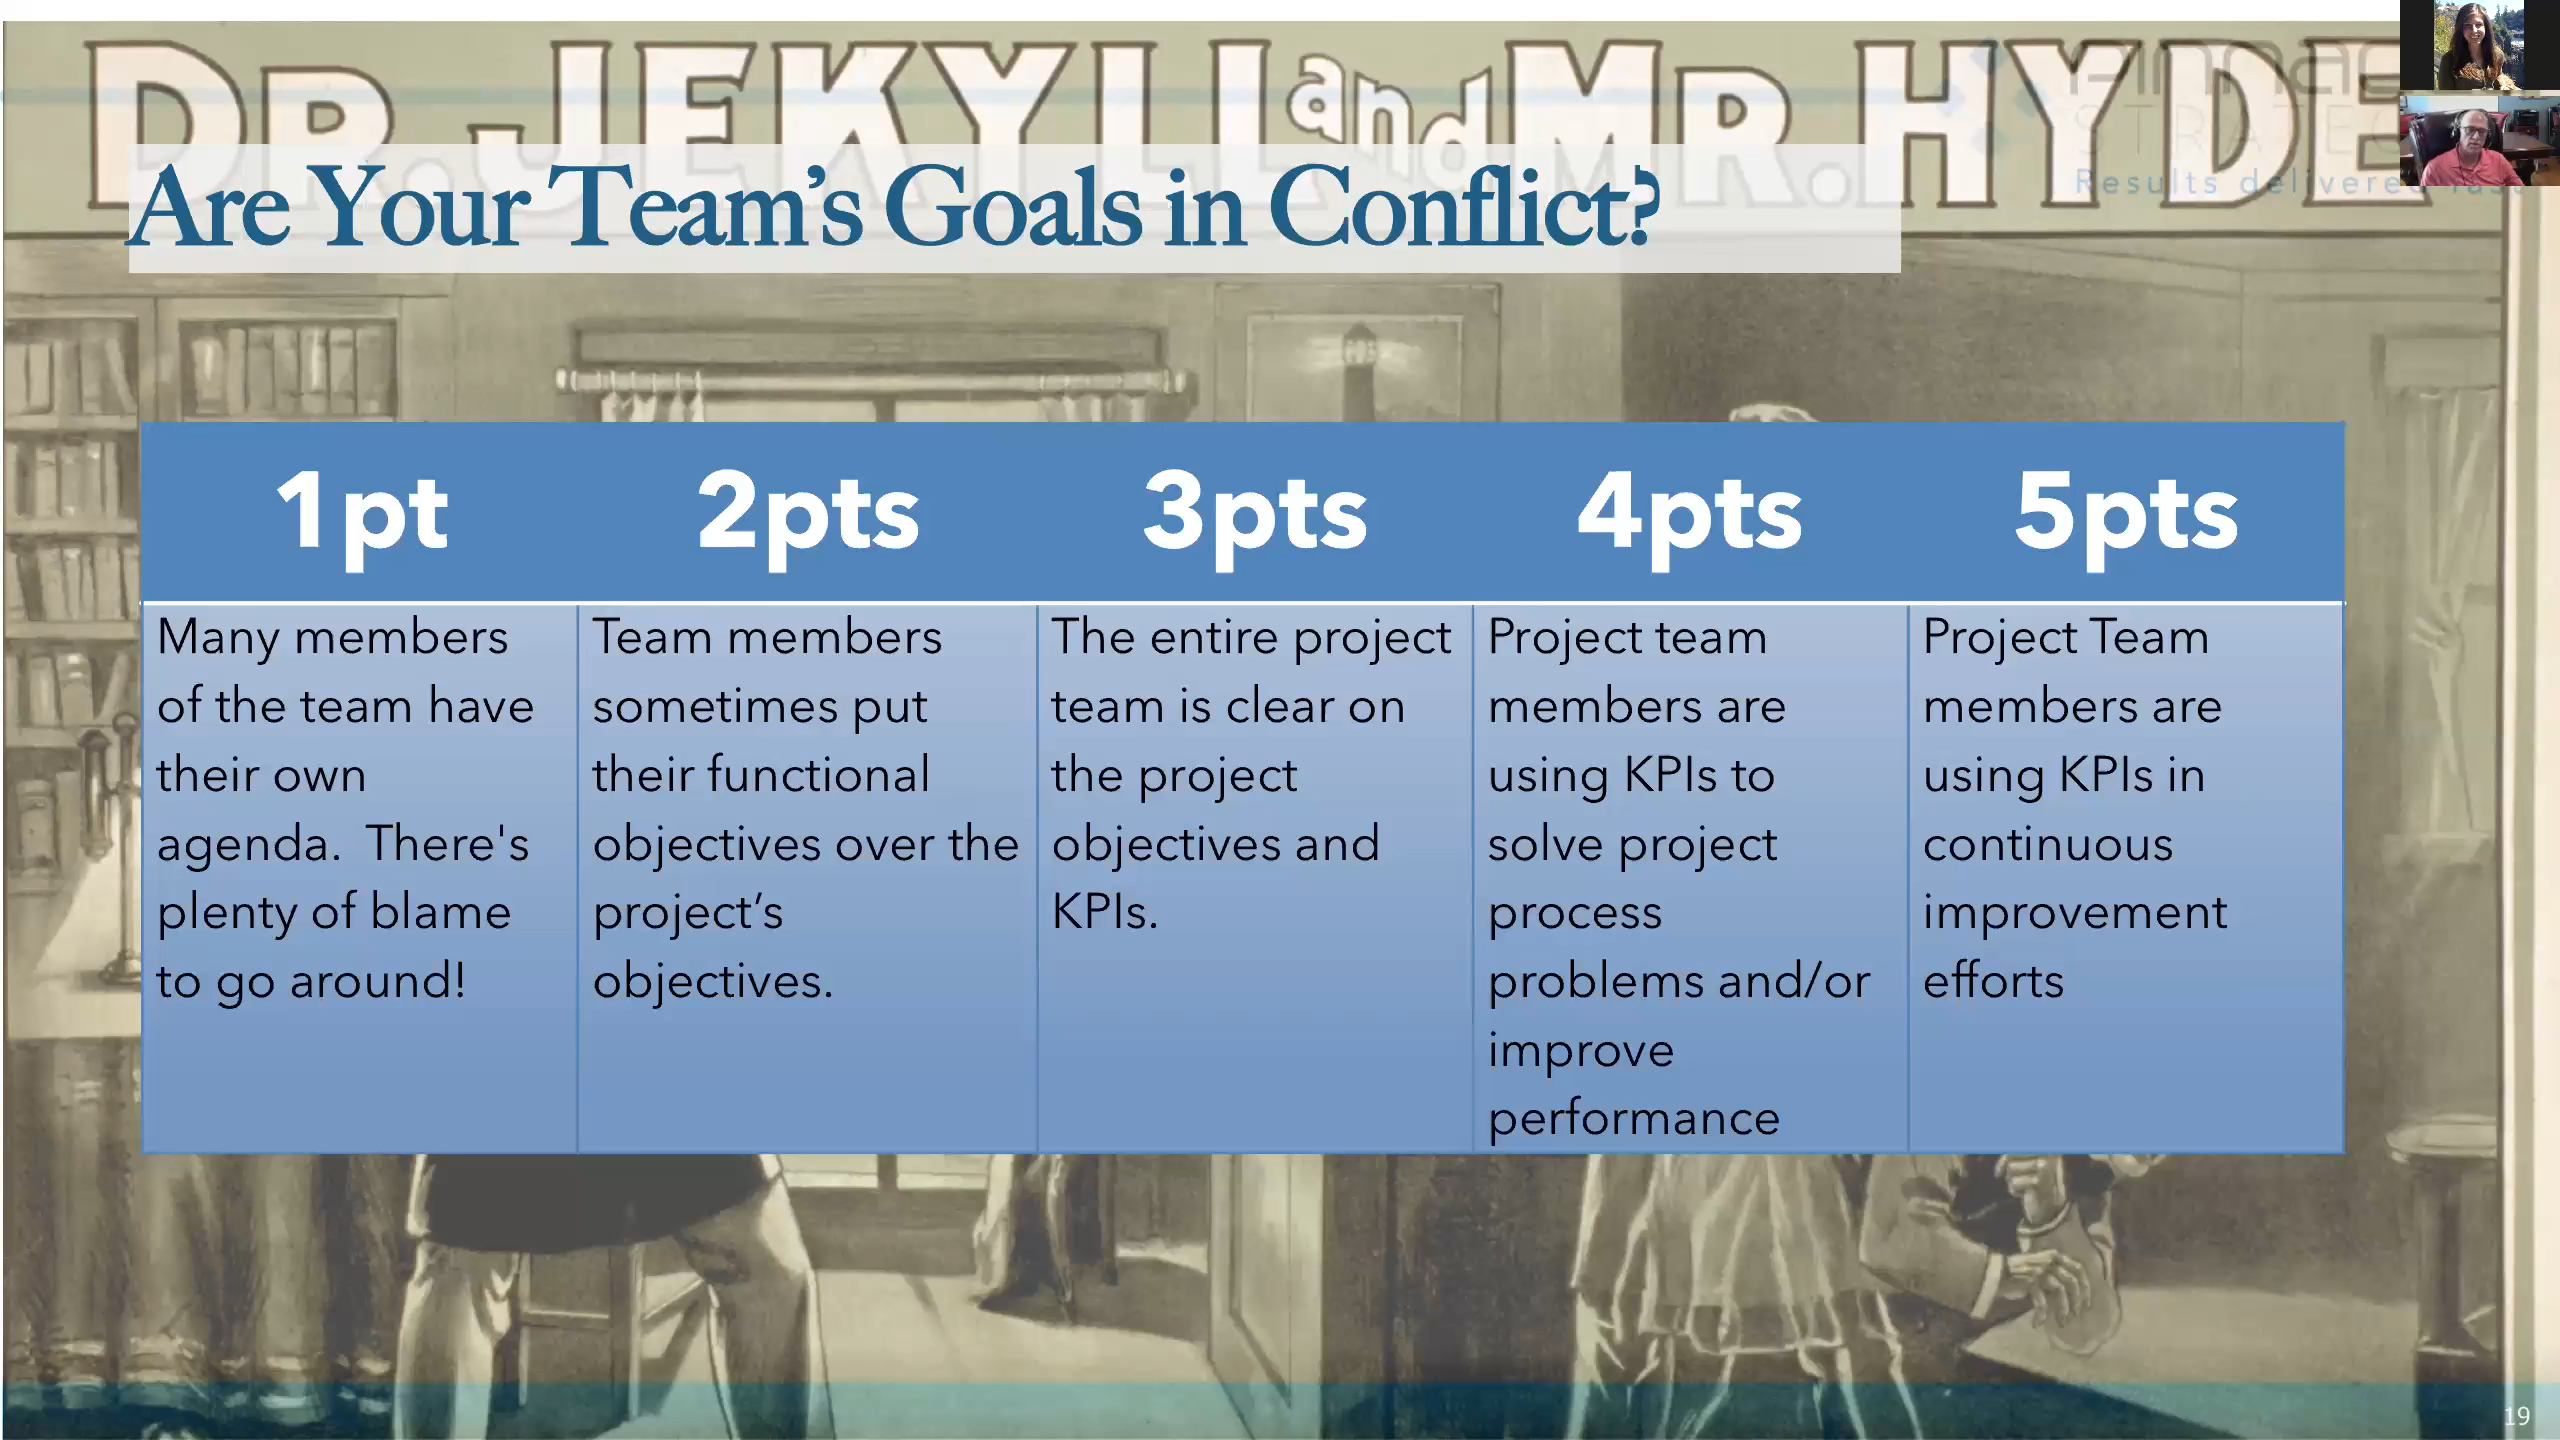 DR. JEKYLL and MR. HYDE
STRATEG
Results delivered fast
Are Your Team’s Goals in Conflict?
1pt
2pts
3pts
4pts
5pts
Many members
of the team have
their own
agenda.  There's
plenty of blame
to go around!
Team members
sometimes put
their functional
objectives over the
project’s
objectives.
The entire project
team is clear on
the project
objectives and
KPIs.
Project team
members are
using KPIs to
solve project
process
problems and/or
improve
performance
Project Team
members are
using KPIs in
continuous
improvement
efforts
19